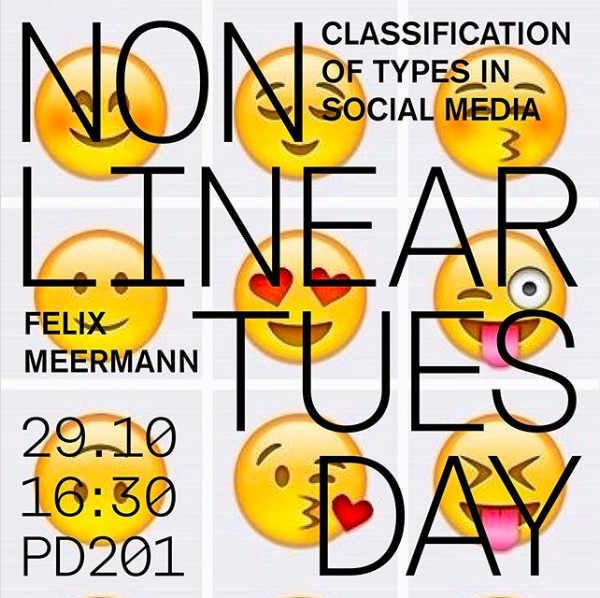 NON
CLASSIFICATION
OF TYPES IN
SOCIAL MEDIA
LINEAR
FELIX
MEERMANN
TUES
DAY
29.10
16:30
PD201